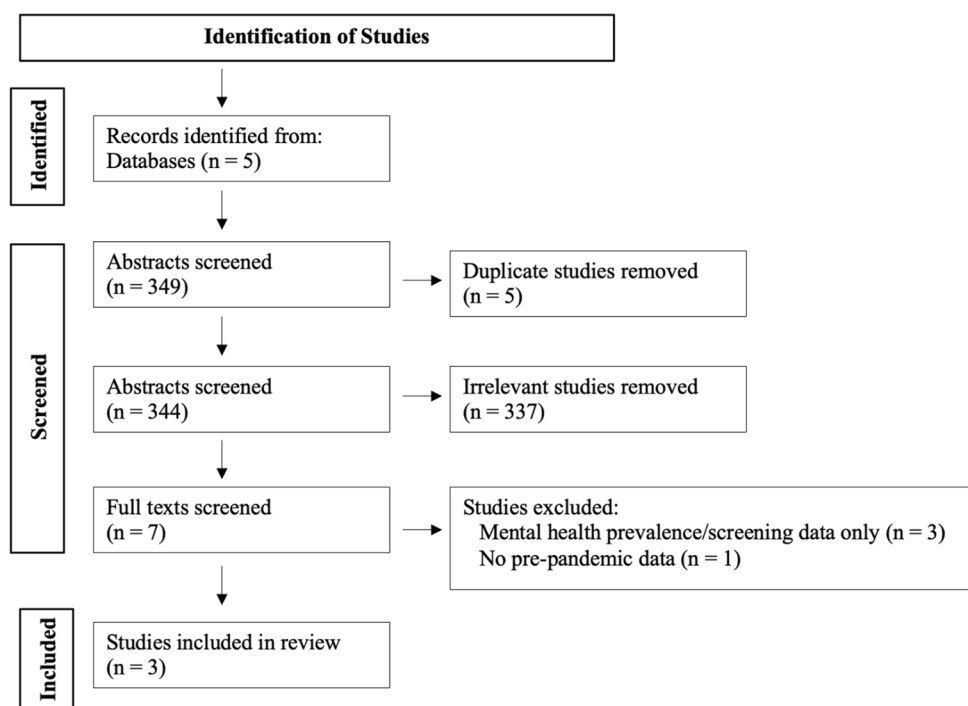 Identification of Studies
Identified
Records identified from:
Databases (n = 5)
Screened
Abstracts screened
(n = 349)
Duplicate studies removed
(n = 5)
Abstracts screened
(n = 344)
Irrelevant studies removed
(n = 337)
Full texts screened
(n = 7)
Studies excluded:
Mental health prevalence/screening data only (n = 3)
No pre-pandemic data (n = 1)
Included
Studies included in review
(n = 3)